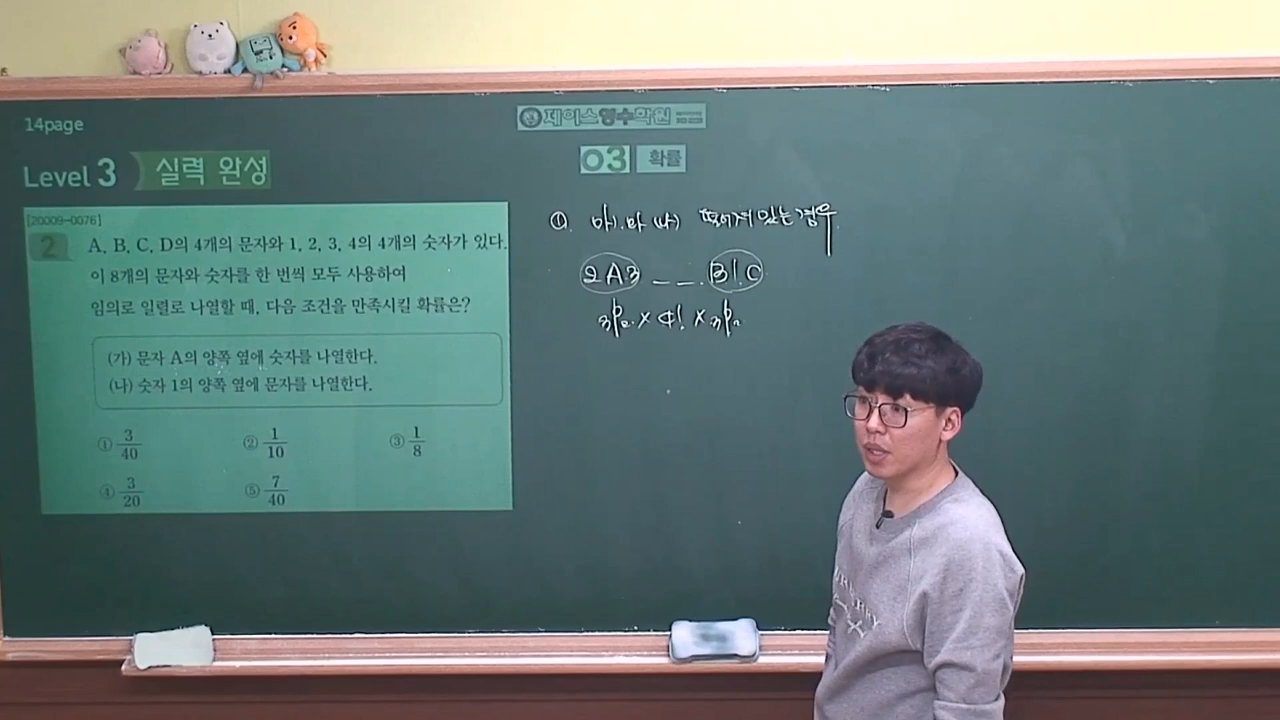 14page
제이스영수학원
Level 3 실력 완성
03 확률
[20009-0076]
2 A, B, C, D의 4개의 문자와 1, 2, 3, 4의 4개의 숫자가 있다.
이 8개의 문자와 숫자를 한 번씩 모두 사용하여
임의로 일렬로 나열할 때, 다음 조건을 만족시킬 확률은?
(가) 문자 A의 양쪽 옆에 숫자를 나열한다.
(나) 숫자 1의 양쪽 옆에 문자를 나열한다.
① 3/40 ② 1/10 ③ 1/8
④ 3/20 ⑤ 7/40
떨어져 있는 경우.
2A3 _ _. B1C
₃P₂ × 4! × ₃P₂